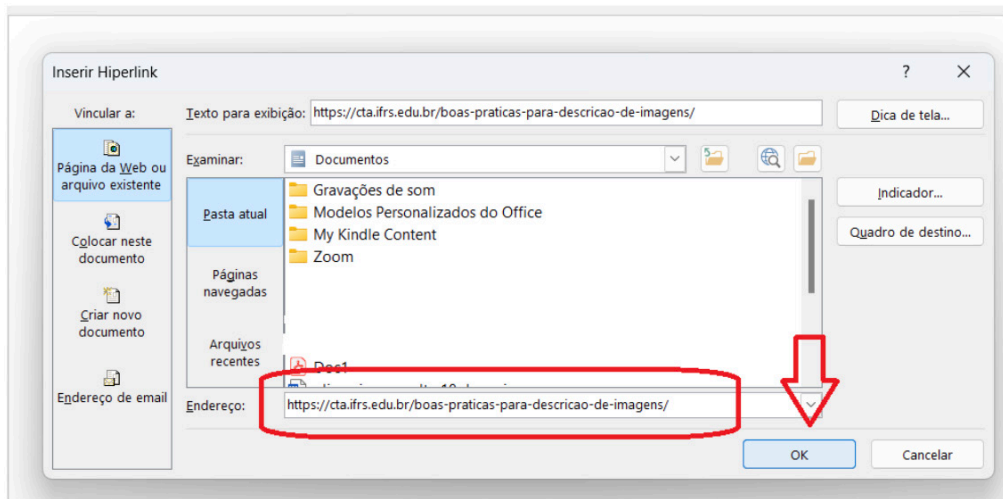 Inserir Hiperlink
?
Vincular a:
Texto para exibição: https://cta.ifrs.edu.br/boas-praticas-para-descricao-de-imagens/
Dica de tela...
Página da Web ou
arquivo existente
Examinar: Documentos
Pasta atual
Gravações de som
Modelos Personalizados do Office
My Kindle Content
Zoom
Indicador...
Quadro de destino...
Colocar neste
documento
Páginas
navegadas
Criar novo
documento
Arquivos
recentes
Doc1
Endereço de email
Endereço: https://cta.ifrs.edu.br/boas-praticas-para-descricao-de-imagens/
OK
Cancelar